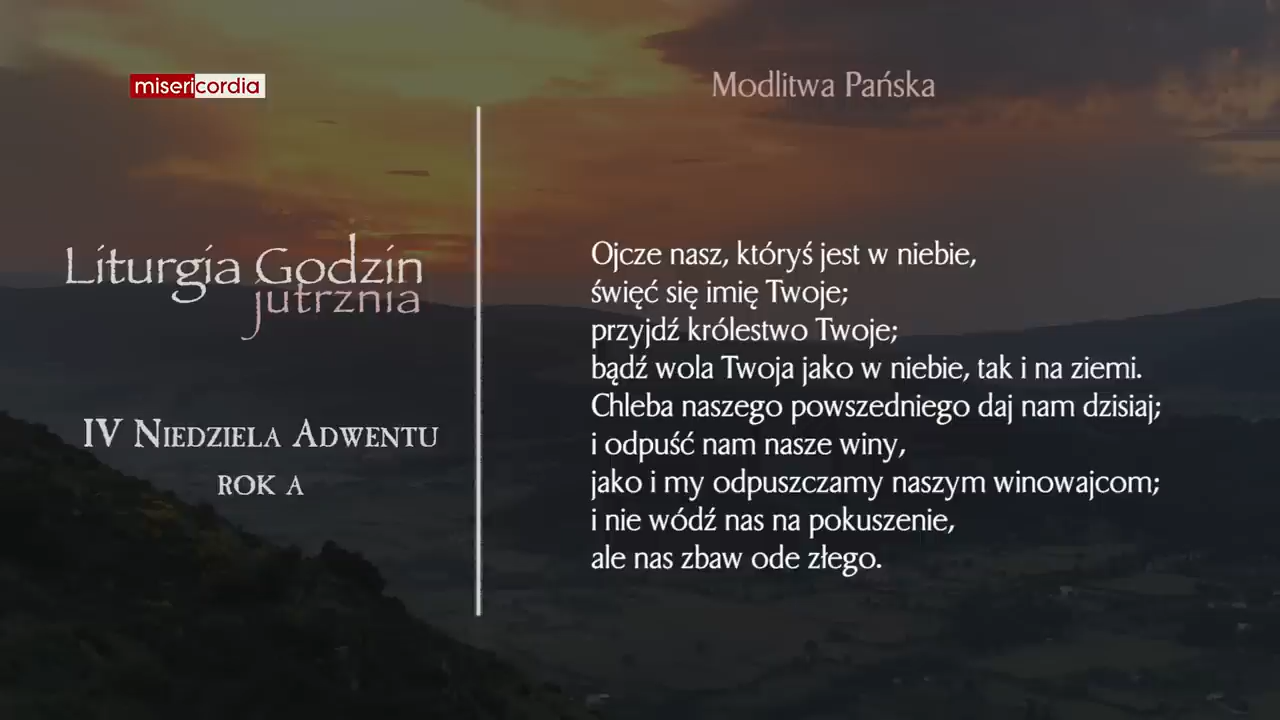 misericordia
Liturgia Godzin
jutrznia
IV Niedziela Adwentu
rok A
Modlitwa Pańska
Ojcze nasz, któryś jest w niebie,
święć się imię Twoje;
przyjdź królestwo Twoje;
bądź wola Twoja jako w niebie, tak i na ziemi.
Chleba naszego powszedniego daj nam dzisiaj;
i odpuść nam nasze winy,
jako i my odpuszczamy naszym winowajcom;
i nie wódź nas na pokuszenie,
ale nas zbaw ode złego.